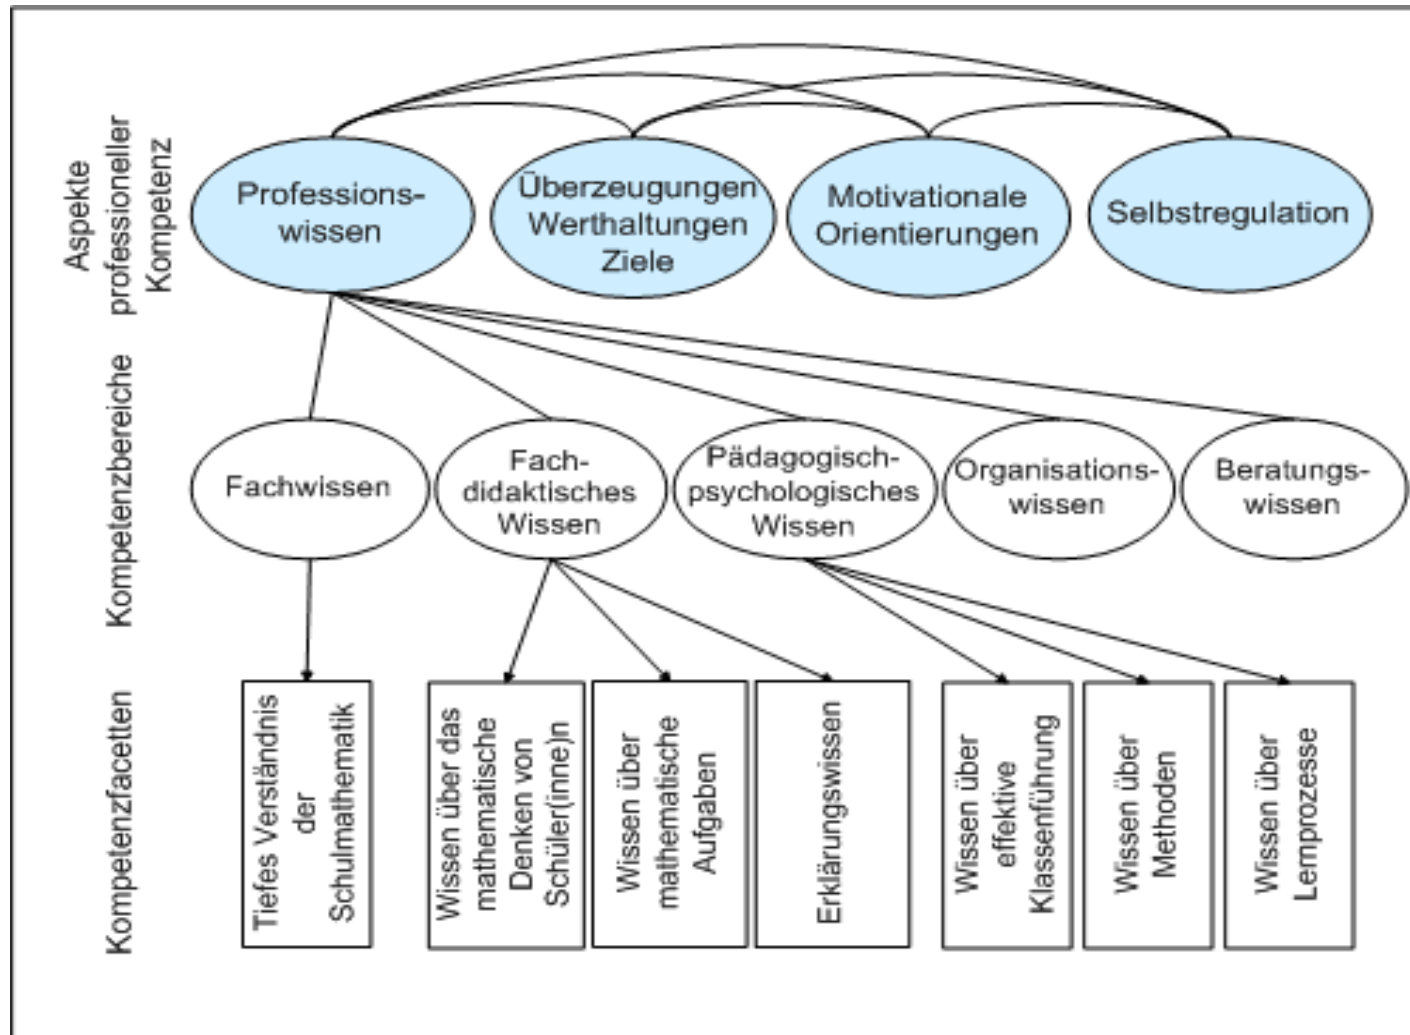 Aspekte
professioneller
Kompetenz
Professions-
wissen
Überzeugungen
Werthaltungen
Ziele
Motivationale
Orientierungen
Selbstregulation
Kompetenzbereiche
Fachwissen
Fach-
didaktisches
Wissen
Pädagogisch-
psychologisches
Wissen
Organisations-
wissen
Beratungs-
wissen
Kompetenzfacetten
Tiefes Verständnis
der
Schulmathematik
Wissen über das
mathematische
Denken von
Schüler(inne)n
Wissen über
mathematische
Aufgaben
Erklärungswissen
Wissen über
effektive
Klassenführung
Wissen über
Methoden
Wissen über
Lernprozesse